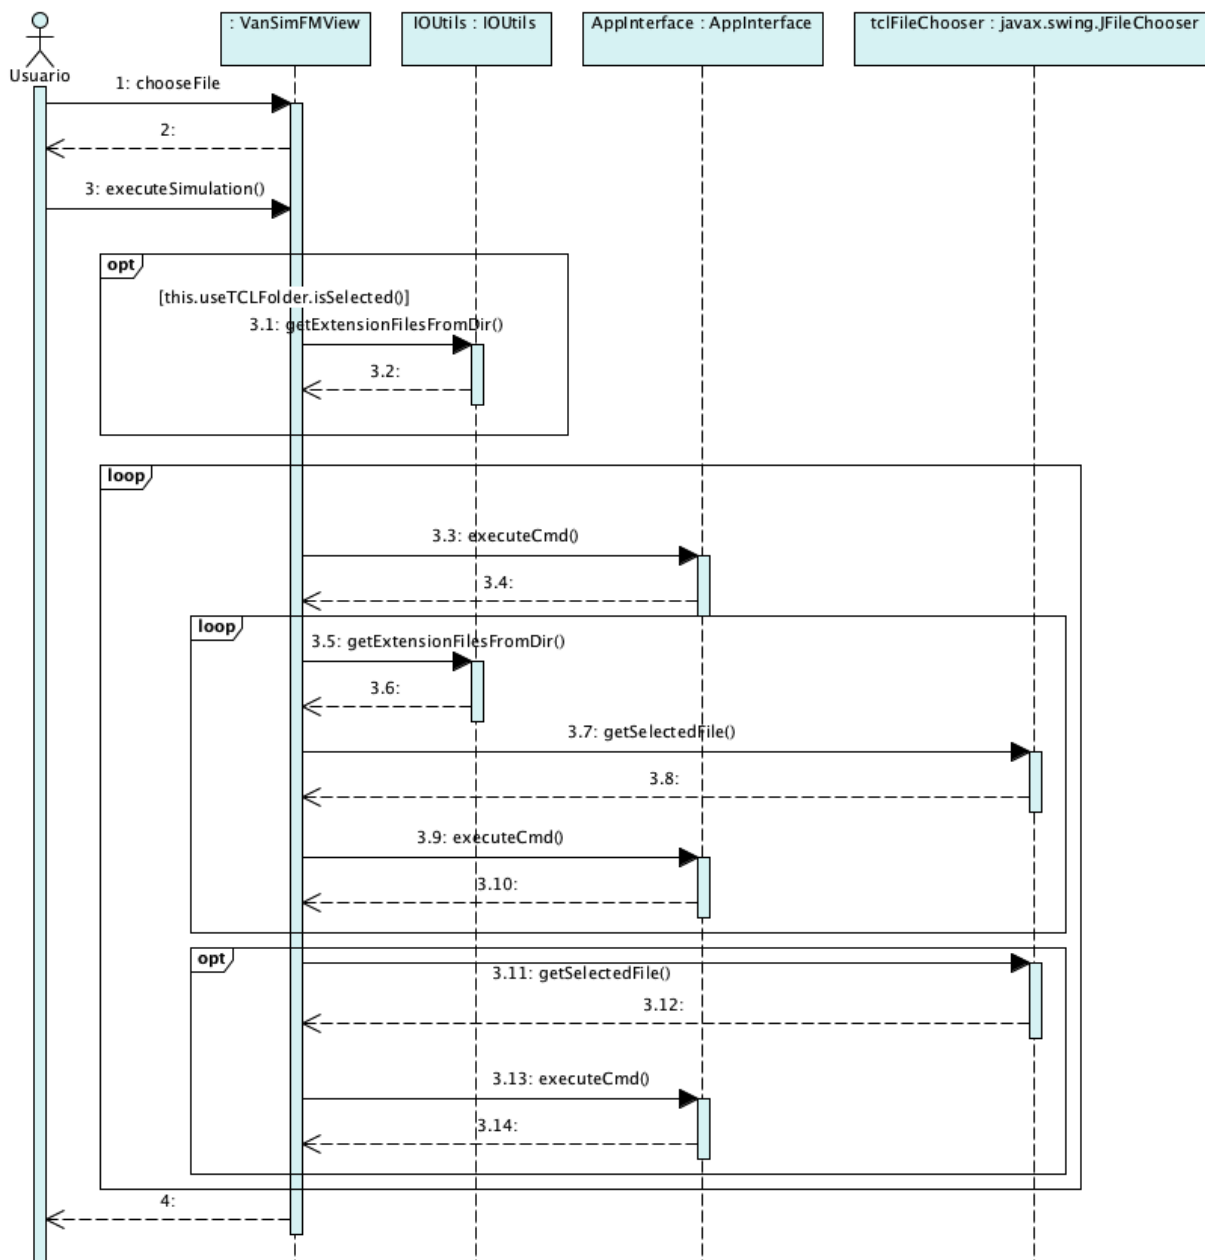 : VanSimFMView
IOUtils : IOUtils
AppInterface : AppInterface
tclFileChooser : javax.swing.JFileChooser
Usuario
1: chooseFile
2:
3: executeSimulation()
opt
[this.useTCLFolder.isSelected()]
3.1: getExtensionFilesFromDir()
3.2:
loop
3.3: executeCmd()
3.4:
loop
3.5: getExtensionFilesFromDir()
3.6:
3.7: getSelectedFile()
3.8:
3.9: executeCmd()
3.10:
opt
3.11: getSelectedFile()
3.12:
3.13: executeCmd()
3.14:
4: